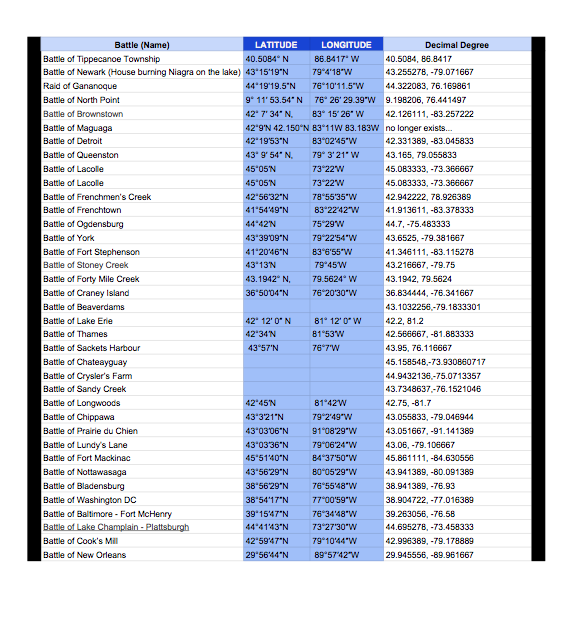 Battle (Name) LATITUDE LONGITUDE Decimal Degree
Battle of Tippecanoe Township 40.5084° N 86.8417° W 40.5084, 86.8417
Battle of Newark (House burning Niagra on the lake) 43°15'19"N 79°4'18"W 43.255278, -79.071667
Raid of Gananoque 44°19'19.5"N 76°10'11.5"W 44.322083, 76.169861
Battle of North Point 9° 11' 53.54" N 76° 26' 29.39"W 9.198206, 76.441497
Battle of Brownstown 42° 7' 34" N, 83° 15' 26" W 42.126111, -83.257222
Battle of Maguaga 42°9'N 42.150°N 83°11W 83.183W no longer exists...
Battle of Detroit 42°19'53"N 83°02'45"W 42.331389, -83.045833
Battle of Queenston 43° 9' 54" N, 79° 3' 21" W 43.165, 79.055833
Battle of Lacolle 45°05'N 73°22'W 45.083333, -73.366667
Battle of Lacolle 45°05'N 73°22'W 45.083333, -73.366667
Battle of Frenchmen's Creek 42°56'32"N 78°55'35"W 42.942222, 78.926389
Battle of Frenchtown 41°54'49"N 83°22'42"W 41.913611, -83.378333
Battle of Ogdensburg 44°42'N 75°29'W 44.7, -75.483333
Battle of York 43°39'09"N 79°22'54"W 43.6525, -79.381667
Battle of Fort Stephenson 41°20'46"N 83°6'55"W 41.346111, -83.115278
Battle of Stoney Creek 43°13'N 79°45'W 43.216667, -79.75
Battle of Forty Mile Creek 43.1942° N, 79.5624° W 43.1942, 79.5624
Battle of Craney Island 36°50'04"N 76°20'30"W 36.834444, -76.341667
Battle of Beaverdams 43.1032256,-79.1833301
Battle of Lake Erie 42° 12' 0" N 81° 12' 0" W 42.2, 81.2
Battle of Thames 42°34'N 81°53'W 42.566667, -81.883333
Battle of Sackets Harbour 43°57'N 76°7'W 43.95, 76.116667
Battle of Chateayguay 45.158548,-73.930860717
Battle of Crysler's Farm 44.9432136,-75.0713357
Battle of Sandy Creek 43.7348637,-76.1521046
Battle of Longwoods 42°45'N 81°42'W 42.75, -81.7
Battle of Chippawa 43°3'21"N 79°2'49"W 43.055833, -79.046944
Battle of Prairie du Chien 43°03'06"N 91°08'29"W 43.051667, -91.141389
Battle of Lundy's Lane 43°03'36"N 79°06'24"W 43.06, -79.106667
Battle of Fort Mackinac 45°51'40"N 84°37'50"W 45.861111, -84.630556
Battle of Nottawasaga 43°56'29"N 80°05'29"W 43.941389, -80.091389
Battle of Bladensburg 38°56'29"N 76°55'48"W 38.941389, -76.93
Battle of Washington DC 38°54'17"N 77°00'59"W 38.904722, -77.016389
Battle of Baltimore - Fort McHenry 39°15'47"N 76°34'48"W 39.263056, -76.58
Battle of Lake Champlain - Plattsburgh 44°41'43"N 73°27'30"W 44.695278, -73.458333
Battle of Cook's Mill 42°59'47"N 79°10'44"W 42.996389, -79.178889
Battle of New Orleans 29°56'44"N 89°57'42"W 29.945556, -89.961667